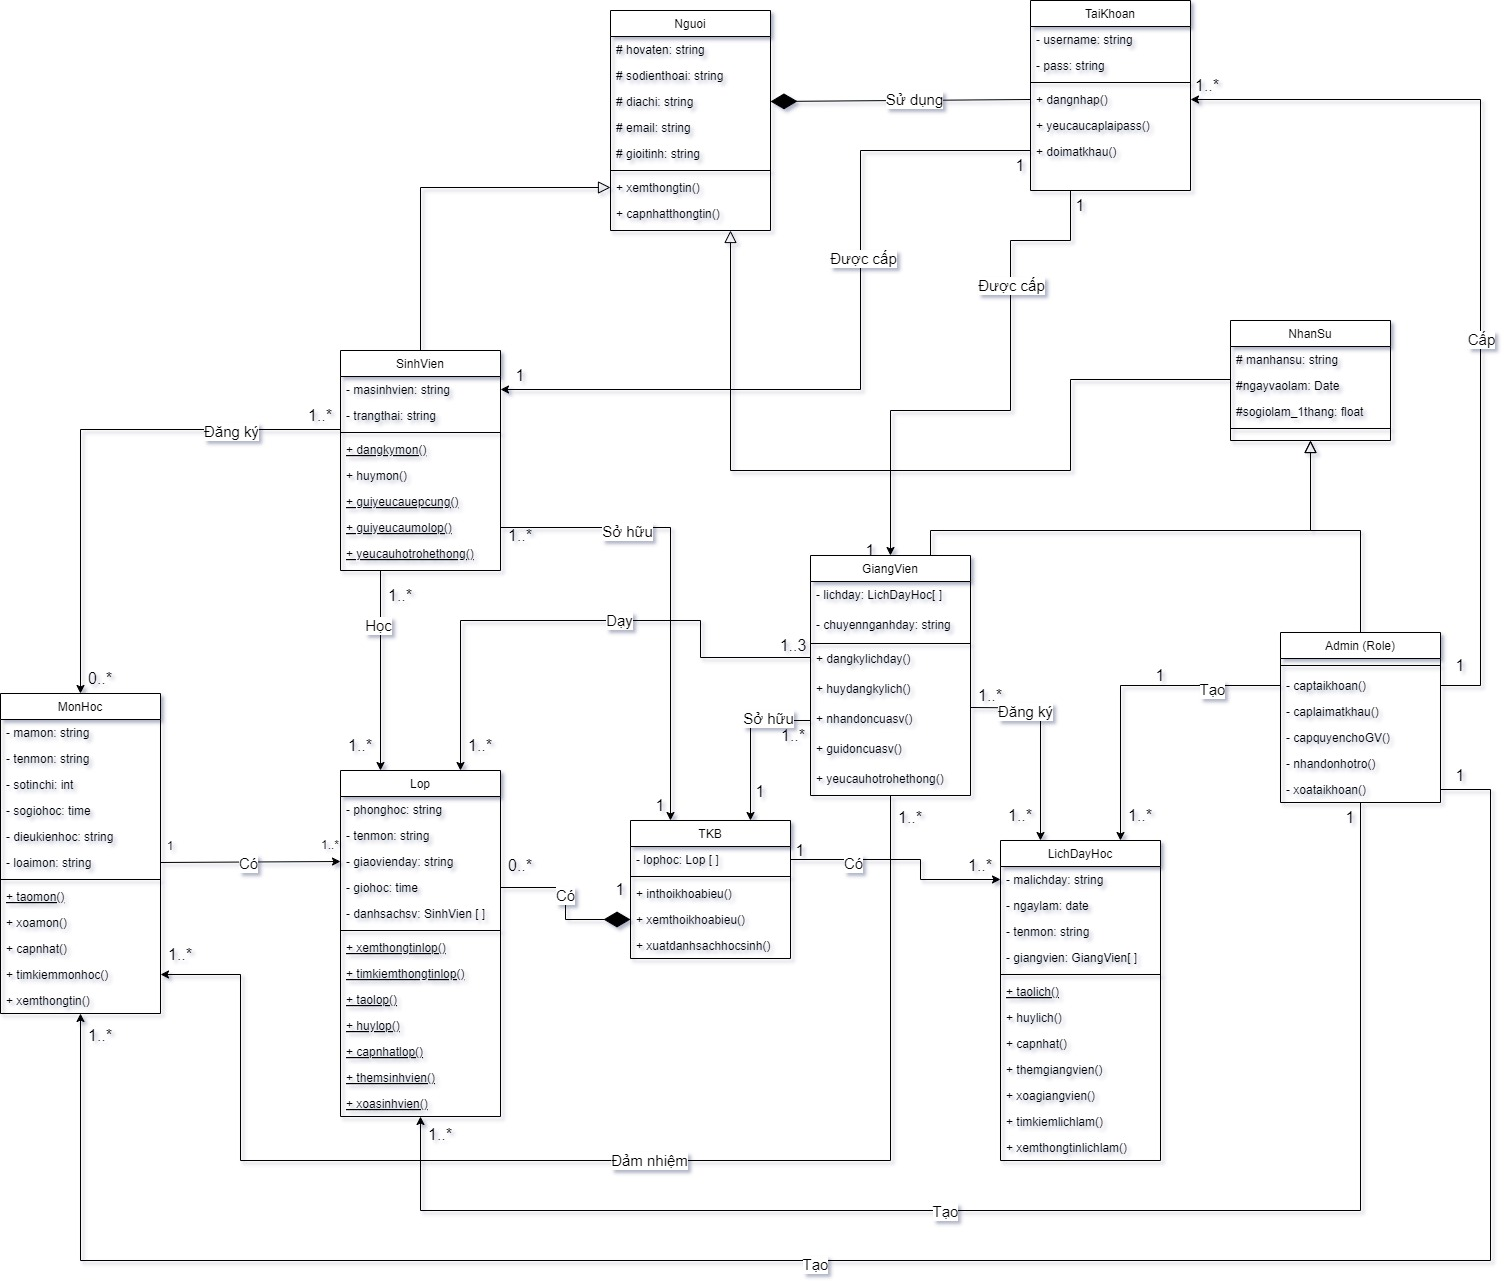 Nguoi
# hovaten: string
# sodienthoai: string
# diachi: string
# email: string
# gioitinh: string
+ xemthongtin()
+ capnhatthongtin()
TaiKhoan
- username: string
- pass: string
+ dangnhap()
+ yeucaucaplaipass()
+ doimatkhau()
Sử dụng
1..*
1
1
Được cấp
Được cấp
Cấp
NhanSu
# manhansu: string
#ngayvaolam: Date
#sogiolam_1thang: float
SinhVien
- masinhvien: string
- trangthai: string
+ dangkymon()
+ huymon()
+ guiyeucauepcung()
+ guiyeucaumolop()
+ yeucauhotrohethong()
1
1..*
Đăng ký
1..*
Sở hữu
1
1..*
Học
GiangVien
- lichday: LichDayHoc[ ]
- chuyennganhday: string
+ dangkylichday()
+ huydangkylich()
+ nhandoncuasv()
+ guidoncuasv()
+ yeucauhotrohethong()
Dạy
1..3
Admin (Role)
- captaikhoan()
- caplaimatkhau()
- capquyenchoGV()
- nhandonhotro()
- xoataikhoan()
1
1
Tạo
1..*
Đăng ký
Sở hữu
1..*
0..*
MonHoc
- mamon: string
- tenmon: string
- sotinchi: int
- sogiohoc: time
- dieukienhoc: string
- loaimon: string
+ taomon()
+ xoamon()
+ capnhat()
+ timkiemmonhoc()
+ xemthongtin()
1..*
1..*
Lop
- phonghoc: string
- tenmon: string
- giaovienday: string
- giohoc: time
- danhsachsv: SinhVien [ ]
+ xemthongtinlop()
+ timkiemthongtinlop()
+ taolop()
+ huylop()
+ capnhatlop()
+ themsinhvien()
+ xoasinhvien()
1
1
1..*
1..*
1..*
1
1
TKB
- lophoc: Lop [ ]
+ inthoikhoabieu()
+ xemthoikhoabieu()
+ xuatdanhsachhocsinh()
1
Có
1..*
0..*
Có
1
1
Có
1..*
LichDayHoc
- malichday: string
- ngaylam: date
- tenmon: string
- giangvien: GiangVien[ ]
+ taolich()
+ huylich()
+ capnhat()
+ themgiangvien()
+ xoagiangvien()
+ timkiemlichlam()
+ xemthongtinlichlam()
1..*
1..*
1..*
Đảm nhiệm
Tạo
Tạo